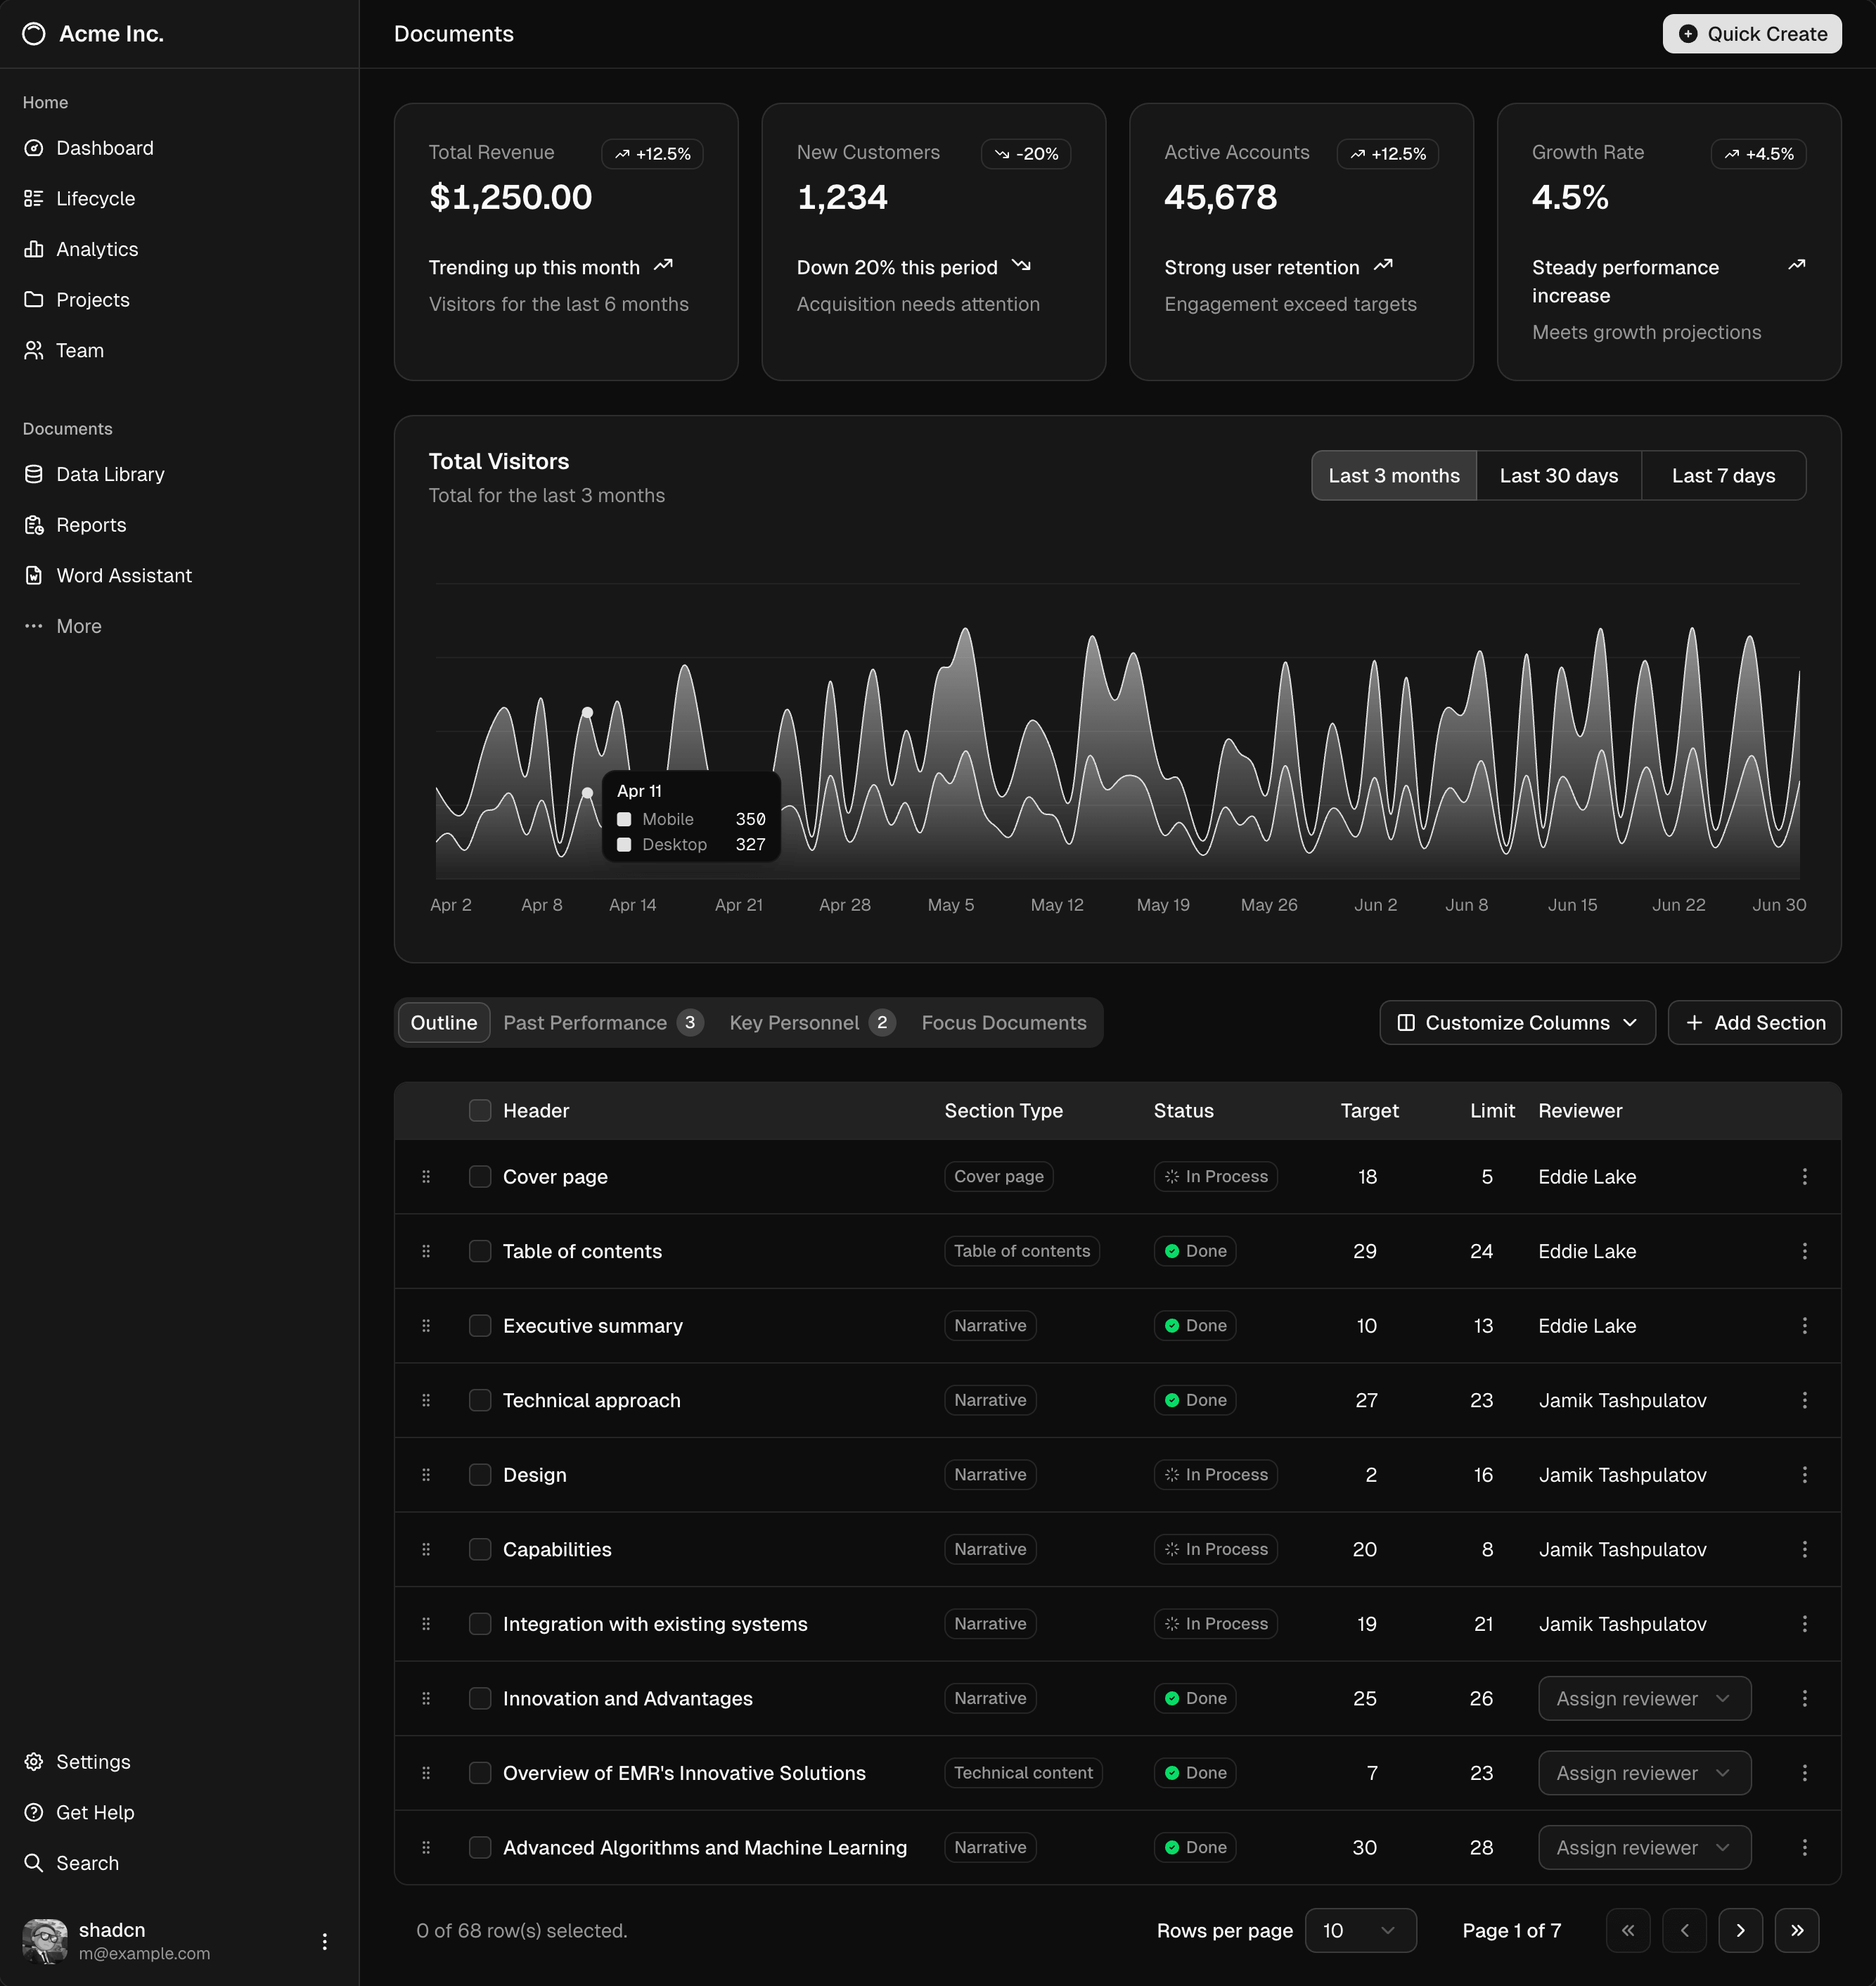 Acme Inc.
Documents
Quick Create
Home
Dashboard
Lifecycle
Analytics
Projects
Team
Documents
Data Library
Reports
Word Assistant
More
Settings
Get Help
Search
shadcn
m@example.com
Total Revenue
+12.5%
$1,250.00
Trending up this month
Visitors for the last 6 months
New Customers
-20%
1,234
Down 20% this period
Acquisition needs attention
Active Accounts
+12.5%
45,678
Strong user retention
Engagement exceed targets
Growth Rate
+4.5%
4.5%
Steady performance
increase
Meets growth projections
Total Visitors
Total for the last 3 months
Last 3 months Last 30 days Last 7 days
Apr 11
Mobile 350
Desktop 327
Apr 2 Apr 8 Apr 14 Apr 21 Apr 28 May 5 May 12 May 19 May 26 Jun 2 Jun 8 Jun 15 Jun 22 Jun 30
Outline Past Performance 3 Key Personnel 2 Focus Documents
Customize Columns Add Section
Header Section Type Status Target Limit Reviewer
Cover page Cover page In Process 18 5 Eddie Lake
Table of contents Table of contents Done 29 24 Eddie Lake
Executive summary Narrative Done 10 13 Eddie Lake
Technical approach Narrative Done 27 23 Jamik Tashpulatov
Design Narrative In Process 2 16 Jamik Tashpulatov
Capabilities Narrative In Process 20 8 Jamik Tashpulatov
Integration with existing systems Narrative In Process 19 21 Jamik Tashpulatov
Innovation and Advantages Narrative Done 25 26 Assign reviewer
Overview of EMR's Innovative Solutions Technical content Done 7 23 Assign reviewer
Advanced Algorithms and Machine Learning Narrative Done 30 28 Assign reviewer
0 of 68 row(s) selected.
Rows per page 10
Page 1 of 7